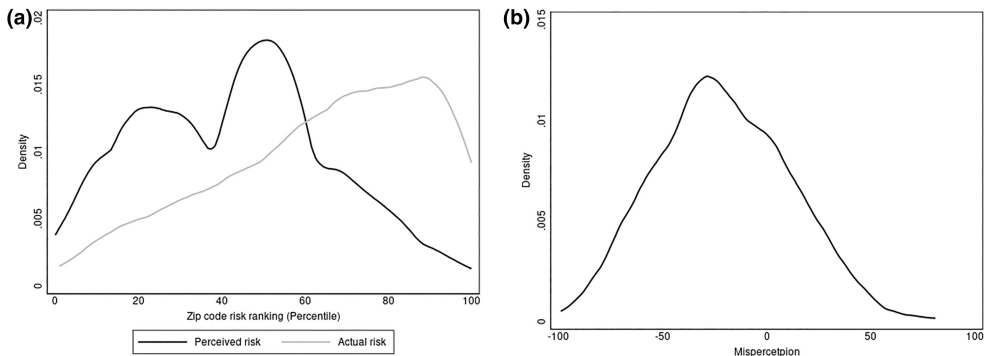 (a)
.02
.015
.01
.005
0
Density
0 20 40 60 80 100
Zip code risk ranking (Percentile)
Perceived risk Actual risk
(b)
.015
.01
.005
0
Density
-100 -50 0 50 100
Mispercetpion